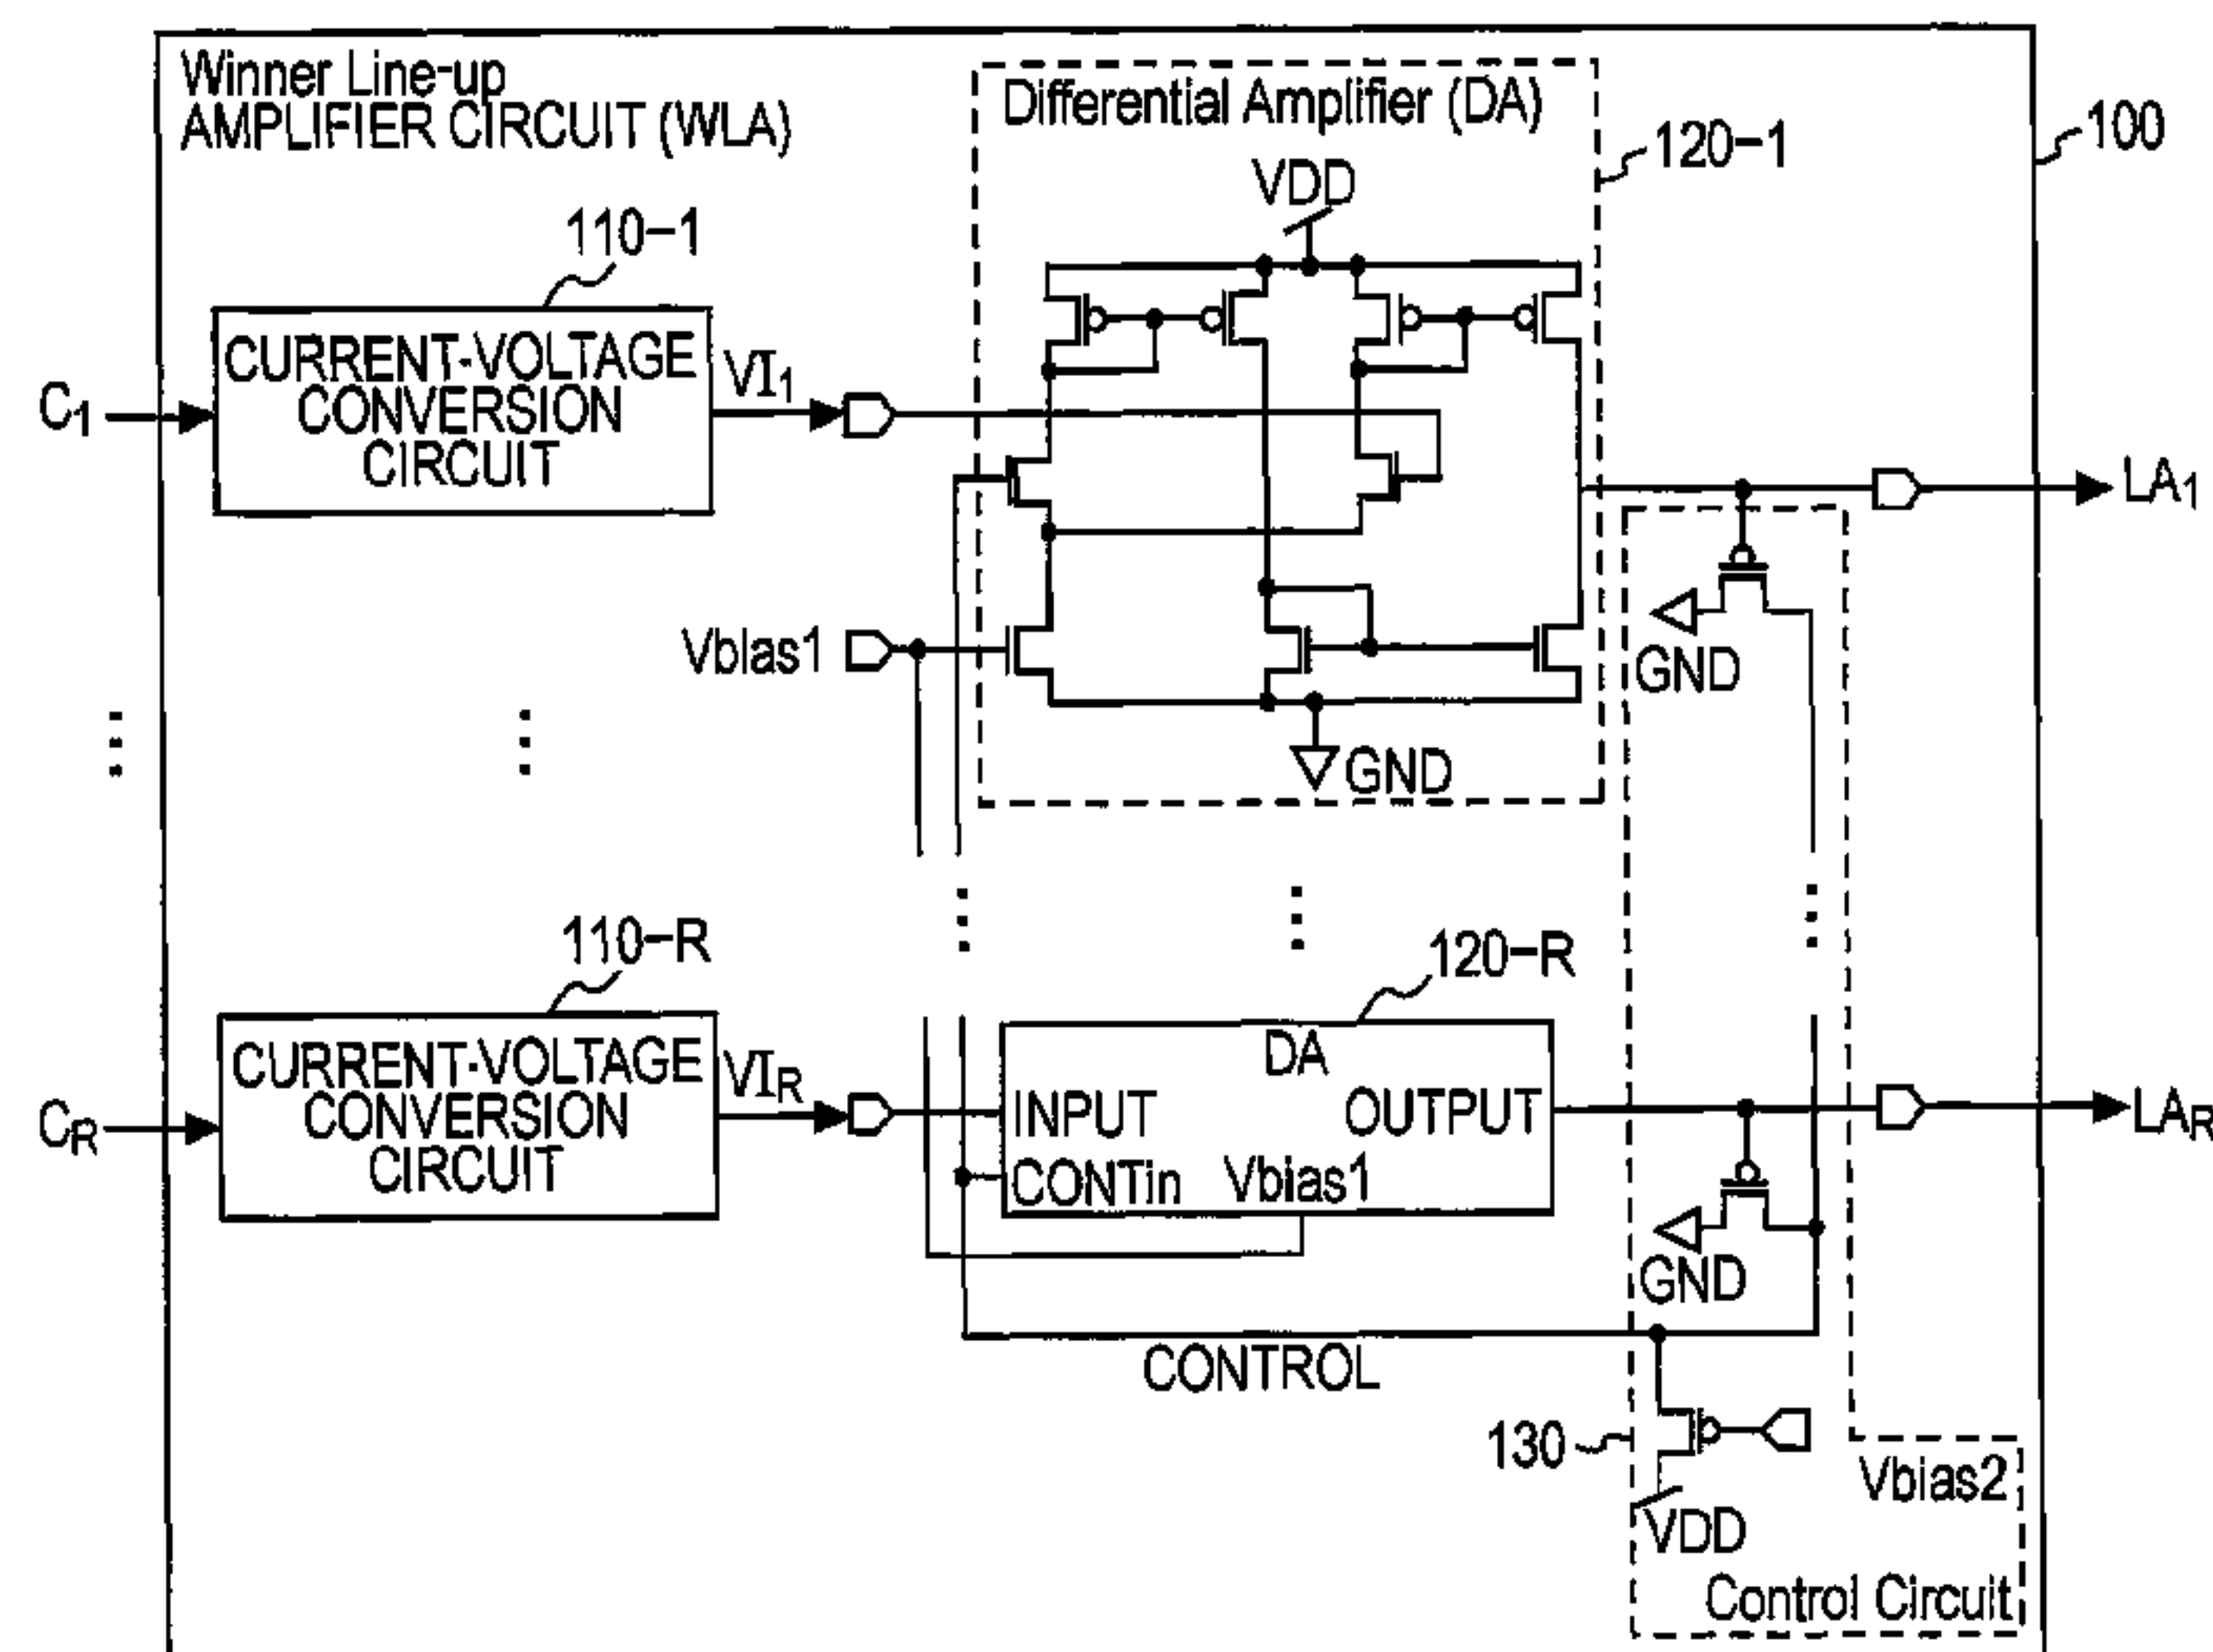 Winner Line-up
AMPLIFIER CIRCUIT (WLA)
Differential Amplifier (DA)
120-1
100
VDD
110-1
CURRENT-VOLTAGE
CONVERSION
CIRCUIT
C1
VI1
LA1
Vbias1
GND
GND
110-R
120-R
CURRENT-VOLTAGE
CONVERSION
CIRCUIT
CR
VIR
DA
INPUT
OUTPUT
CONTin
Vbias1
LAR
GND
CONTROL
130
Vbias2
VDD
Control Circuit